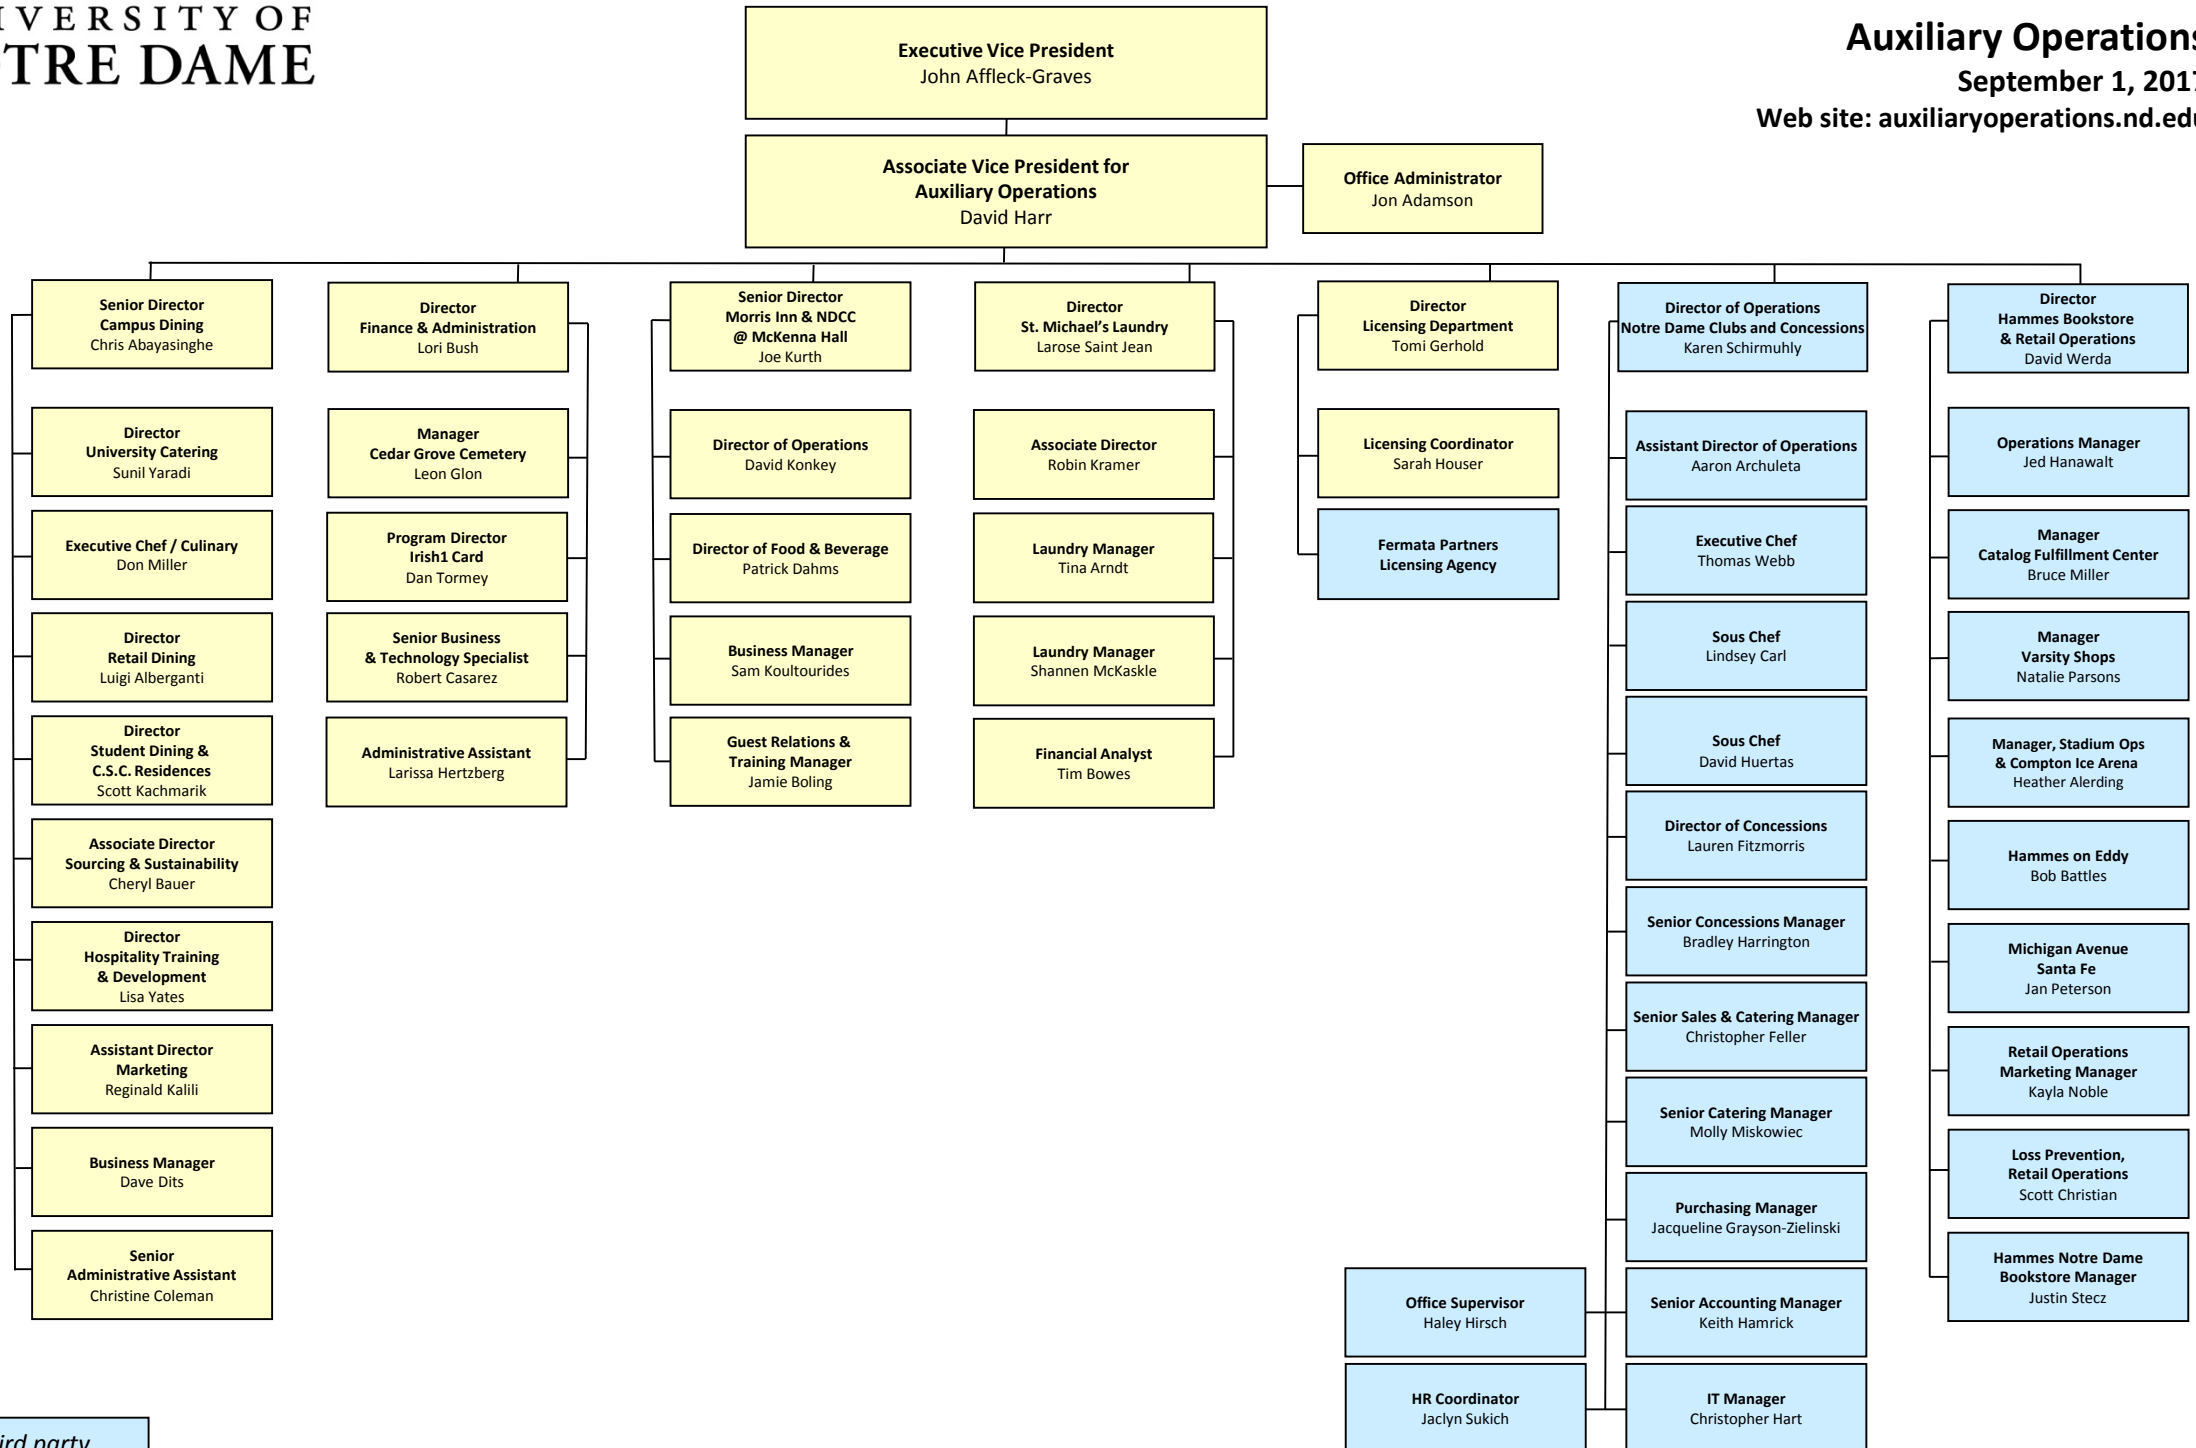 IVERSITY OF
TRE DAME
Auxiliary Operations
September 1, 2017
Web site: auxiliaryoperations.nd.edu
Executive Vice President
John Affleck-Graves
Associate Vice President for
Auxiliary Operations
David Harr
Office Administrator
Jon Adamson
Senior Director
Campus Dining
Chris Abayasinghe
Director
University Catering
Sunil Yaradi
Executive Chef / Culinary
Don Miller
Director
Retail Dining
Luigi Alberganti
Director
Student Dining &
C.S.C. Residences
Scott Kachmarik
Associate Director
Sourcing & Sustainability
Cheryl Bauer
Director
Hospitality Training
& Development
Lisa Yates
Assistant Director
Marketing
Reginald Kalili
Business Manager
Dave Dits
Senior
Administrative Assistant
Christine Coleman
Director
Finance & Administration
Lori Bush
Manager
Cedar Grove Cemetery
Leon Glon
Program Director
Irish1 Card
Dan Tormey
Senior Business
& Technology Specialist
Robert Casarez
Administrative Assistant
Larissa Hertzberg
Senior Director
Morris Inn & NDCC
@ McKenna Hall
Joe Kurth
Director of Operations
David Konkey
Director of Food & Beverage
Patrick Dahms
Business Manager
Sam Koultourides
Guest Relations &
Training Manager
Jamie Boling
Director
St. Michael's Laundry
Larose Saint Jean
Associate Director
Robin Kramer
Laundry Manager
Tina Arndt
Laundry Manager
Shannen McKaskle
Financial Analyst
Tim Bowes
Director
Licensing Department
Tomi Gerhold
Licensing Coordinator
Sarah Houser
Fermata Partners
Licensing Agency
Director of Operations
Notre Dame Clubs and Concessions
Karen Schirmuhly
Assistant Director of Operations
Aaron Archuleta
Executive Chef
Thomas Webb
Sous Chef
Lindsey Carl
Sous Chef
David Huertas
Director of Concessions
Lauren Fitzmorris
Senior Concessions Manager
Bradley Harrington
Senior Sales & Catering Manager
Christopher Feller
Senior Catering Manager
Molly Miskowiec
Purchasing Manager
Jacqueline Grayson-Zielinski
Office Supervisor
Haley Hirsch
Senior Accounting Manager
Keith Hamrick
HR Coordinator
Jaclyn Sukich
IT Manager
Christopher Hart
Director
Hammes Bookstore
& Retail Operations
David Werda
Operations Manager
Jed Hanawalt
Manager
Catalog Fulfillment Center
Bruce Miller
Manager
Varsity Shops
Natalie Parsons
Manager, Stadium Ops
& Compton Ice Arena
Heather Alerding
Hammes on Eddy
Bob Battles
Michigan Avenue
Santa Fe
Jan Peterson
Retail Operations
Marketing Manager
Kayla Noble
Loss Prevention,
Retail Operations
Scott Christian
Hammes Notre Dame
Bookstore Manager
Justin Stecz
ird party